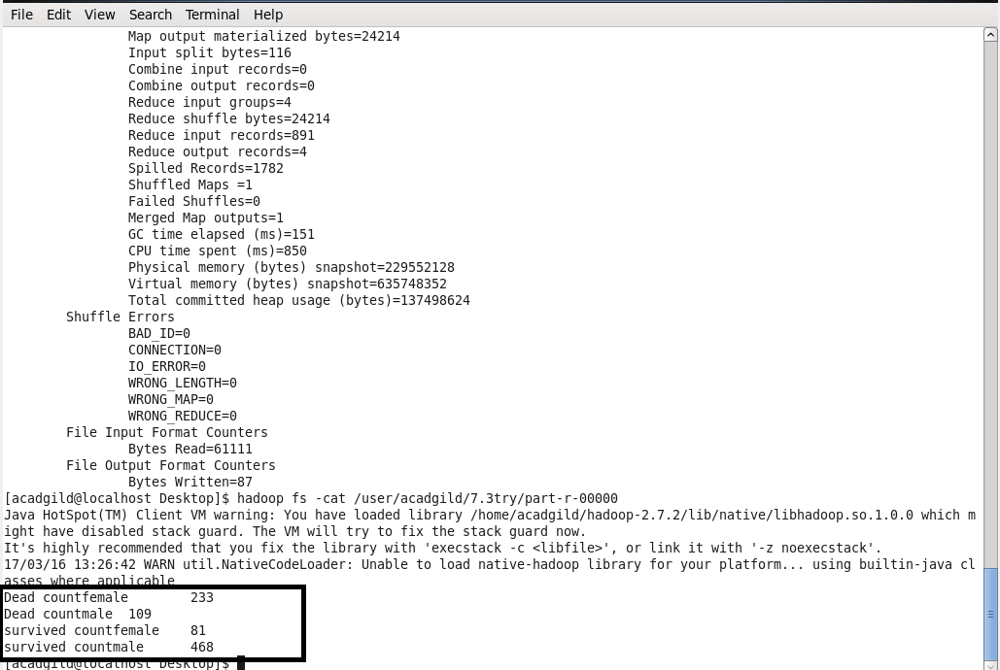 File Edit View Search Terminal Help
Map output materialized bytes=24214
Input split bytes=116
Combine input records=0
Combine output records=0
Reduce input groups=4
Reduce shuffle bytes=24214
Reduce input records=891
Reduce output records=4
Spilled Records=1782
Shuffled Maps =1
Failed Shuffles=0
Merged Map outputs=1
GC time elapsed (ms)=151
CPU time spent (ms)=850
Physical memory (bytes) snapshot=229552128
Virtual memory (bytes) snapshot=635748352
Total committed heap usage (bytes)=137498624
Shuffle Errors
BAD_ID=0
CONNECTION=0
IO_ERROR=0
WRONG_LENGTH=0
WRONG_MAP=0
WRONG_REDUCE=0
File Input Format Counters
Bytes Read=61111
File Output Format Counters
Bytes Written=87
[acadgild@localhost Desktop]$ hadoop fs -cat /user/acadgild/7.3try/part-r-00000
Java HotSpot(TM) Client VM warning: You have loaded library /home/acadgild/hadoop-2.7.2/lib/native/libhadoop.so.1.0.0 which m
ight have disabled stack guard. The VM will try to fix the stack guard now.
It's highly recommended that you fix the library with 'execstack -c <libfile>', or link it with '-z noexecstack'.
17/03/16 13:26:42 WARN util.NativeCodeLoader: Unable to load native-hadoop library for your platform... using builtin-java cl
asses where applicable
Dead countfemale 233
Dead countmale 109
survived countfemale 81
survived countmale 468
[acadgild@localhost Desktop]$